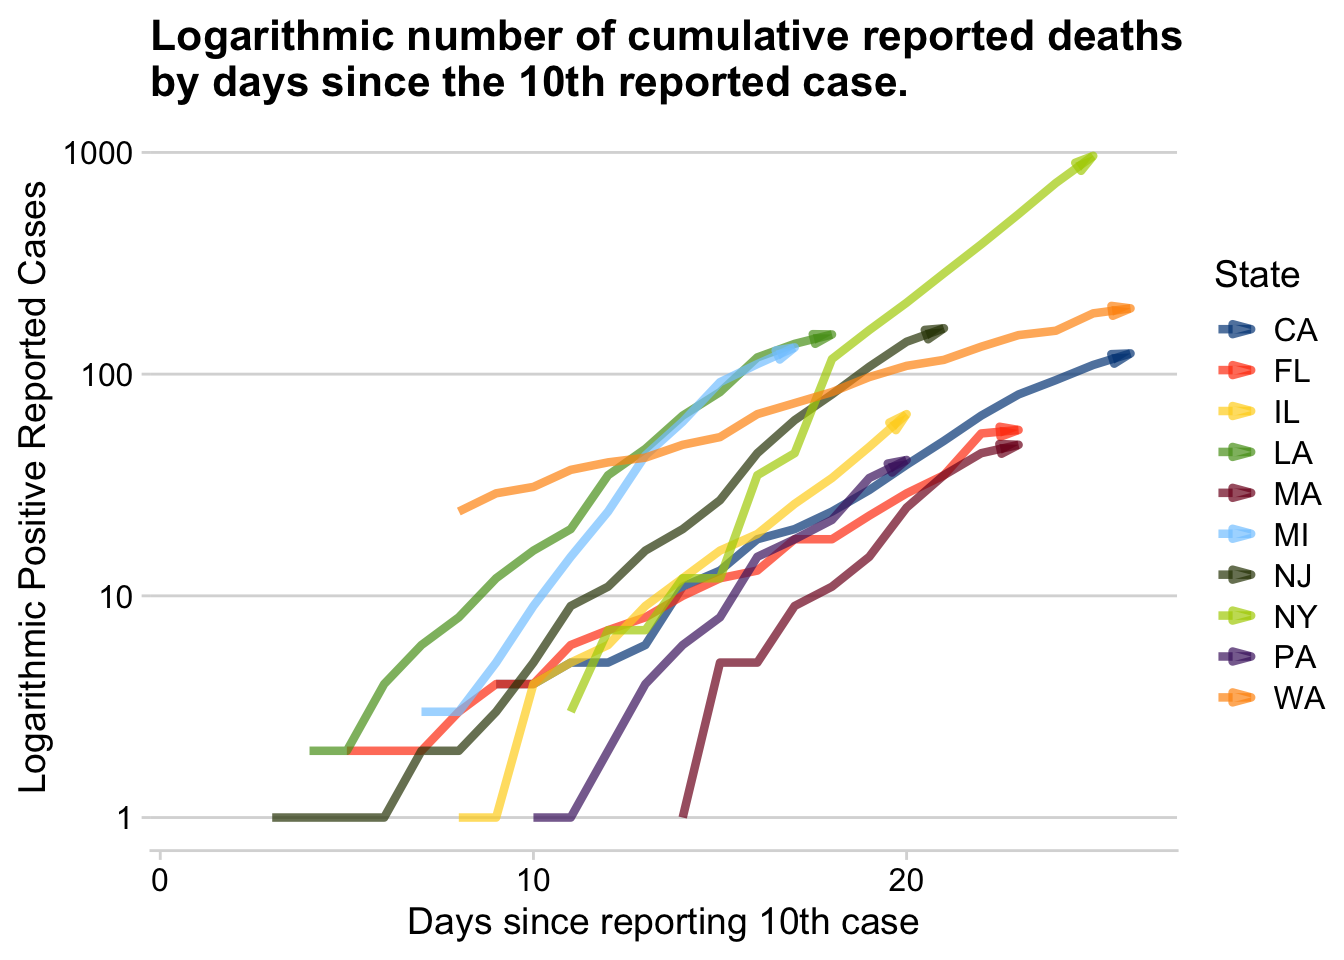 Logarithmic number of cumulative reported deaths
by days since the 10th reported case.
Logarithmic Positive Reported Cases
1000
100
10
1
0
10
20
Days since reporting 10th case
State
CA
FL
IL
LA
MA
MI
NJ
NY
PA
WA